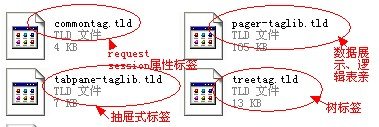 commontag.tld
TLD 文件
4 KB
request
session属性标签
pager-taglib.tld
TLD 文件
105 KB
数据展
示、逻
辑表亲
tabpane-taglib.tld
TLD 文件
7 KB
抽屉式标签
treetag.tld
TLD 文件
13 KB
树标签